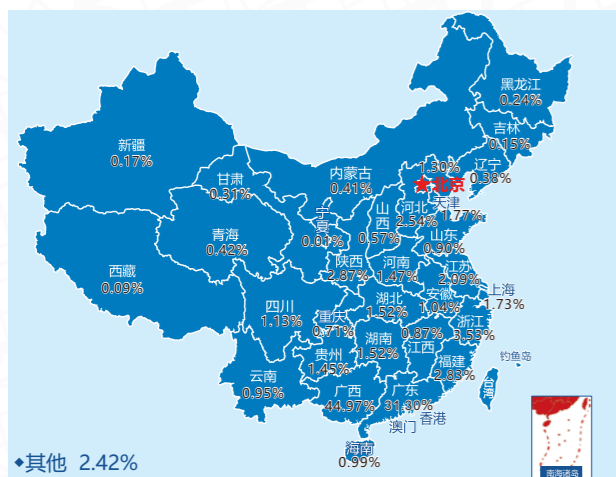 黑龙江
0.24%
吉林
0.15%
新疆
0.17%
辽宁
0.38%
1.30%
★北京
内蒙古
0.41%
甘肃
0.31%
天津
1.77%
河北
2.54%
山西
0.57%
宁夏
0.01%
青海
0.42%
山东
0.90%
西藏
0.09%
陕西
2.87%
河南
1.47%
江苏
2.09%
上海
1.73%
安徽
1.04%
湖北
1.52%
四川
1.13%
重庆
0.71%
浙江
3.53%
0.87%
江西
湖南
1.52%
钓鱼岛
贵州
1.45%
福建
2.83%
云南
0.95%
广西
44.97%
广东
31.30%
台湾
香港
澳门
海南
0.99%
◆其他 2.42%
南海诸岛